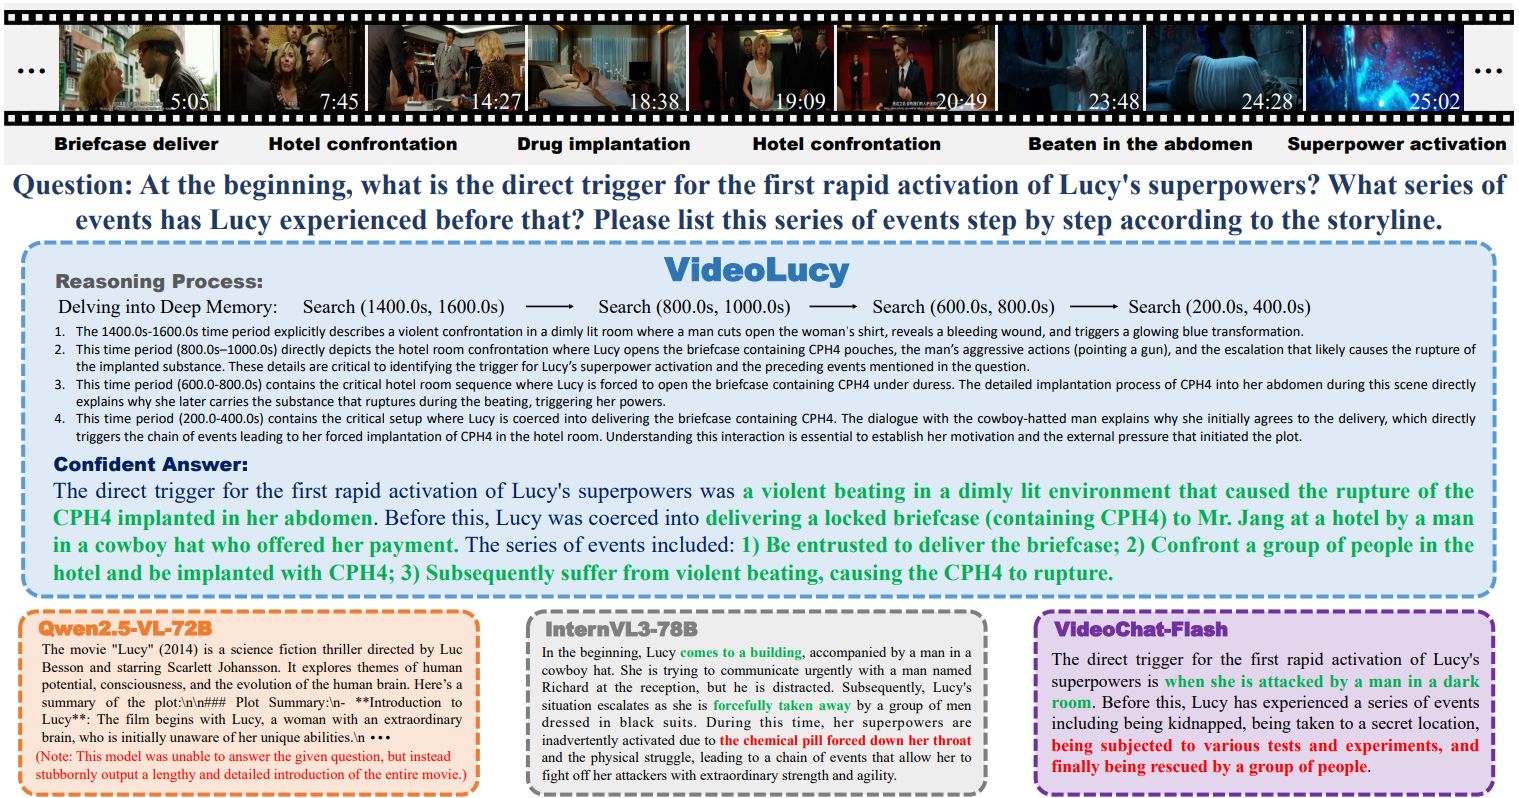 ... 5:05 7:45 14:27 18:38 19:09 20:49 23:48 24:28 25:02 ...
Briefcase deliver Hotel confrontation Drug implantation Hotel confrontation Beaten in the abdomen Superpower activation
Question: At the beginning, what is the direct trigger for the first rapid activation of Lucy's superpowers? What series of
events has Lucy experienced before that? Please list this series of events step by step according to the storyline.
VideoLucy
Reasoning Process:
Delving into Deep Memory: Search (1400.0s, 1600.0s) → Search (800.0s, 1000.0s) → Search (600.0s, 800.0s) → Search (200.0s, 400.0s)
1. The 1400.0s-1600.0s time period explicitly describes a violent confrontation in a dimly lit room where a man cuts open the woman's shirt, reveals a bleeding wound, and triggers a glowing blue transformation.
2. This time period (800.0s–1000.0s) directly depicts the hotel room confrontation where Lucy opens the briefcase containing CPH4 pouches, the man's aggressive actions (pointing a gun), and the escalation that likely causes the rupture of
the implanted substance. These details are critical to identifying the trigger for Lucy's superpower activation and the preceding events mentioned in the question.
3. This time period (600.0-800.0s) contains the critical hotel room sequence where Lucy is forced to open the briefcase containing CPH4 under duress. The detailed implantation process of CPH4 into her abdomen during this scene directly
explains why she later carries the substance that ruptures during the beating, triggering her powers.
4. This time period (200.0-400.0s) contains the critical setup where Lucy is coerced into delivering the briefcase containing CPH4. The dialogue with the cowboy-hatted man explains why she initially agrees to the delivery, which directly
triggers the chain of events leading to her forced implantation of CPH4 in the hotel room. Understanding this interaction is essential to establish her motivation and the external pressure that initiated the plot.
Confident Answer:
The direct trigger for the first rapid activation of Lucy's superpowers was a violent beating in a dimly lit environment that caused the rupture of the
CPH4 implanted in her abdomen. Before this, Lucy was coerced into delivering a locked briefcase (containing CPH4) to Mr. Jang at a hotel by a man
in a cowboy hat who offered her payment. The series of events included: 1) Be entrusted to deliver the briefcase; 2) Confront a group of people in the
hotel and be implanted with CPH4; 3) Subsequently suffer from violent beating, causing the CPH4 to rupture.
Qwen2.5-VL-72B
The movie "Lucy" (2014) is a science fiction thriller directed by Luc
Besson and starring Scarlett Johansson. It explores themes of human
potential, consciousness, and the evolution of the human brain. Here's a
summary of the plot:\n\n### Plot Summary:\n- **Introduction to
Lucy**: The film begins with Lucy, a woman with an extraordinary
brain, who is initially unaware of her unique abilities.\n •••
(Note: This model was unable to answer the given question, but instead
stubbornly output a lengthy and detailed introduction of the entire movie.)
InternVL3-78B
In the beginning, Lucy comes to a building, accompanied by a man in a
cowboy hat. She is trying to communicate urgently with a man named
Richard at the reception, but he is distracted. Subsequently, Lucy's
situation escalates as she is forcefully taken away by a group of men
dressed in black suits. During this time, her superpowers are
inadvertently activated due to the chemical pill forced down her throat
and the physical struggle, leading to a chain of events that allow her to
fight off her attackers with extraordinary strength and agility.
VideoChat-Flash
The direct trigger for the first rapid activation of Lucy's
superpowers is when she is attacked by a man in a dark
room. Before this, Lucy has experienced a series of events
including being kidnapped, being taken to a secret location,
being subjected to various tests and experiments, and
finally being rescued by a group of people.